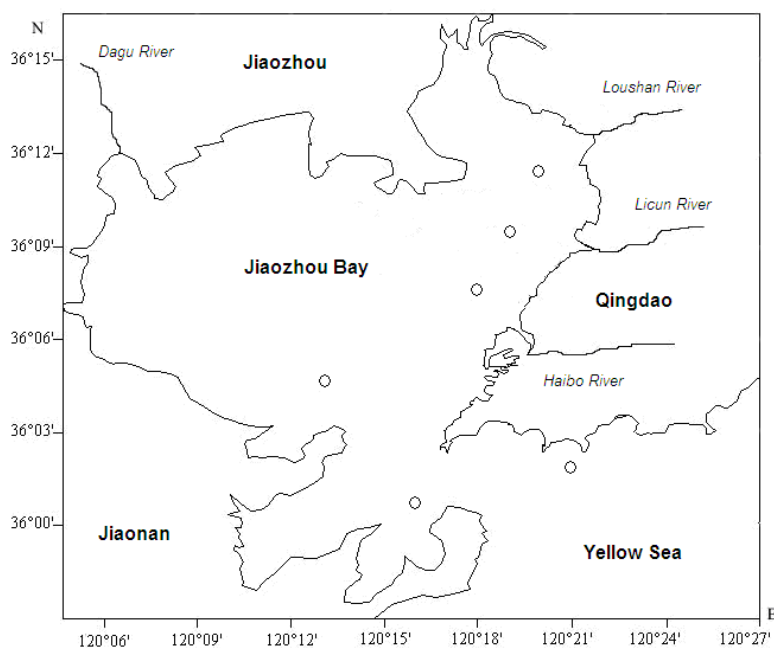 N
Dagu River
Jiaozhou
36°15'
Loushan River
36°12'
Licun River
36°09'
Jiaozhou Bay
Qingdao
36°06'
Haibo River
36°03'
36°00'
Jiaonan
Yellow Sea
E
120°06' 120°09' 120°12' 120°15' 120°18' 120°21' 120°24' 120°27'